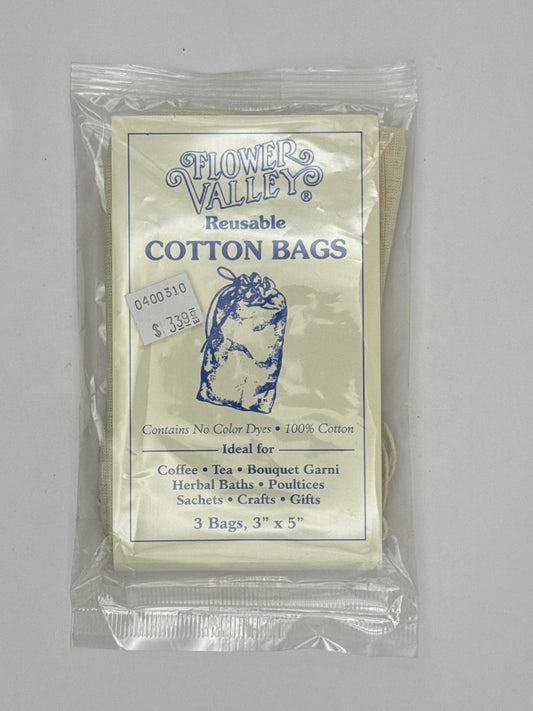 FLOWER
VALLEY®
Reusable
COTTON BAGS
0400310
$ 3.39
Contains No Color Dyes • 100% Cotton
Ideal for
Coffee • Tea • Bouquet Garni
Herbal Baths • Poultices
Sachets • Crafts • Gifts
3 Bags, 3” x 5”